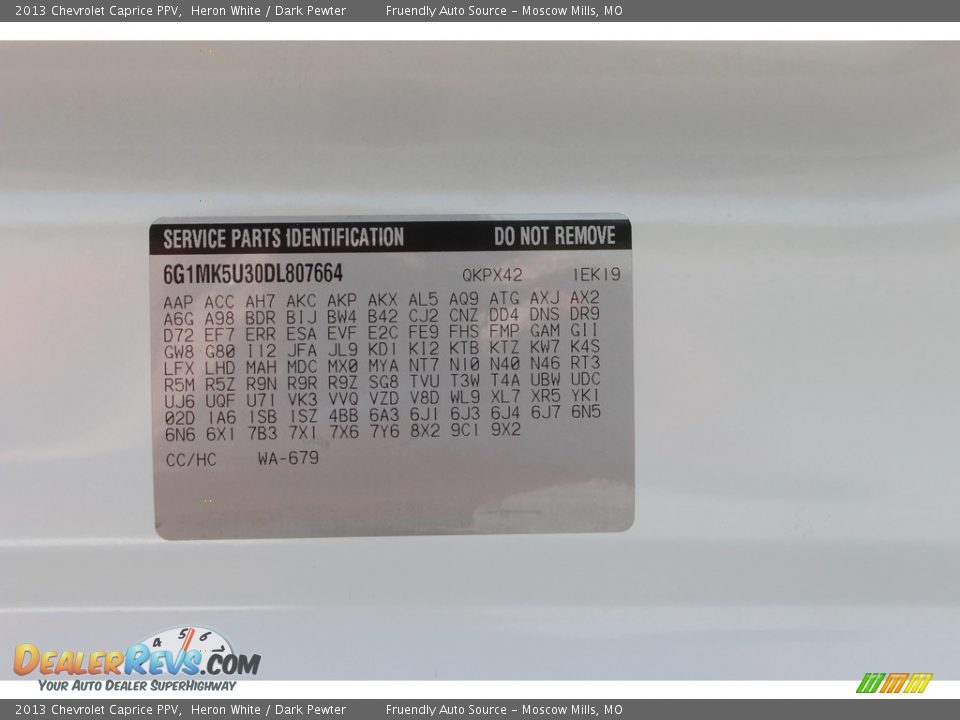 2013 Chevrolet Caprice PPV, Heron White / Dark Pewter Fruendly Auto Source - Moscow Mills, MO
SERVICE PARTS IDENTIFICATION DO NOT REMOVE
6G1MK5U30DL807664 QKPX42 1EK19
AAP ACC AH7 AKC AKP AKX AL5 AQ9 ATG AXJ AX2
A6G A98 BDR BIJ BW4 B42 CJ2 CNZ DD4 DNS DR9
D72 EF7 ERR ESA EVF E2C FE9 FHS FMP GAM GII
GW8 G80 I12 JFA JL9 KD1 KI2 KTB KTZ KW7 K4S
LFX LHD MAH MDC MX0 MYA NT7 N10 N40 N46 RT3
R5M R5Z R9N R9R R9Z SG8 TVU T3W T4A UBW UDC
UJ6 UQF U71 VK3 VVQ VZD V8D WL9 XL7 XR5 YK1
02D 1A6 1SB 1SZ 4BB 6A3 6J1 6J3 6J4 6J7 6N5
6N6 6X1 7B3 7X1 7X6 7Y6 8X2 9C1 9X2
CC/HC WA-679
4 5 6
DealerRevs.com
Your Auto Dealer SuperHighway
2013 Chevrolet Caprice PPV, Heron White / Dark Pewter Fruendly Auto Source - Moscow Mills, MO